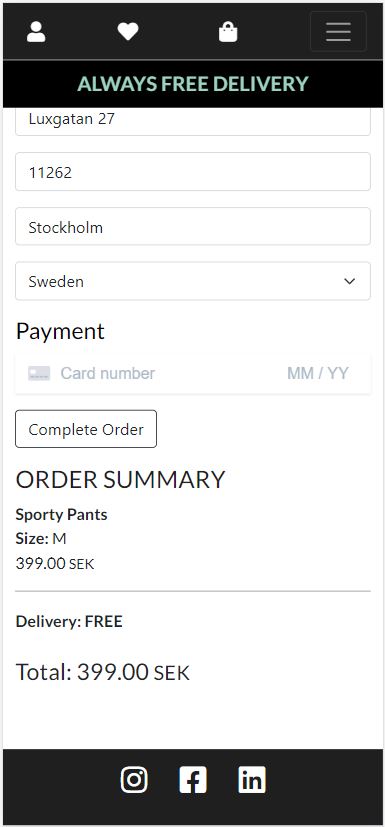 ALWAYS FREE DELIVERY
Luxgatan 27
11262
Stockholm
Sweden
Payment
Card number MM / YY
Complete Order
ORDER SUMMARY
Sporty Pants
Size: M
399.00 SEK
Delivery: FREE
Total: 399.00 SEK